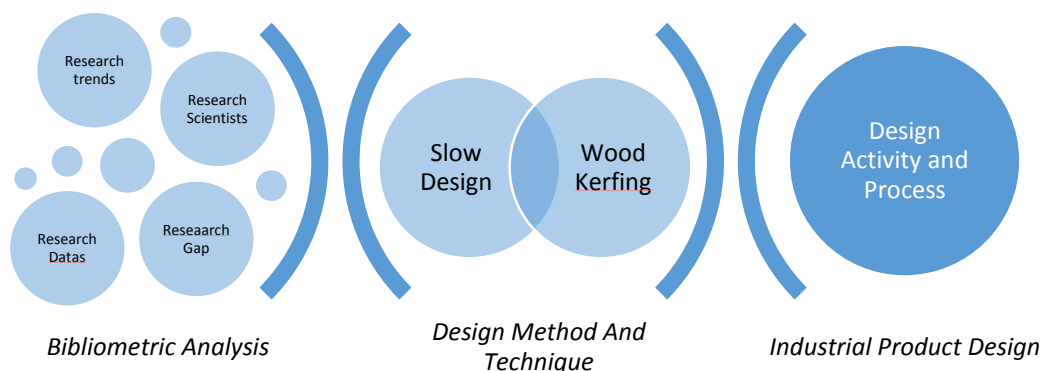 Research
trends
Research
Scientists
Research
Datas
Reseaarch
Gap
Slow
Design
Wood
Kerfing
Design
Activity and
Process
Bibliometric Analysis
Design Method And
Technique
Industrial Product Design